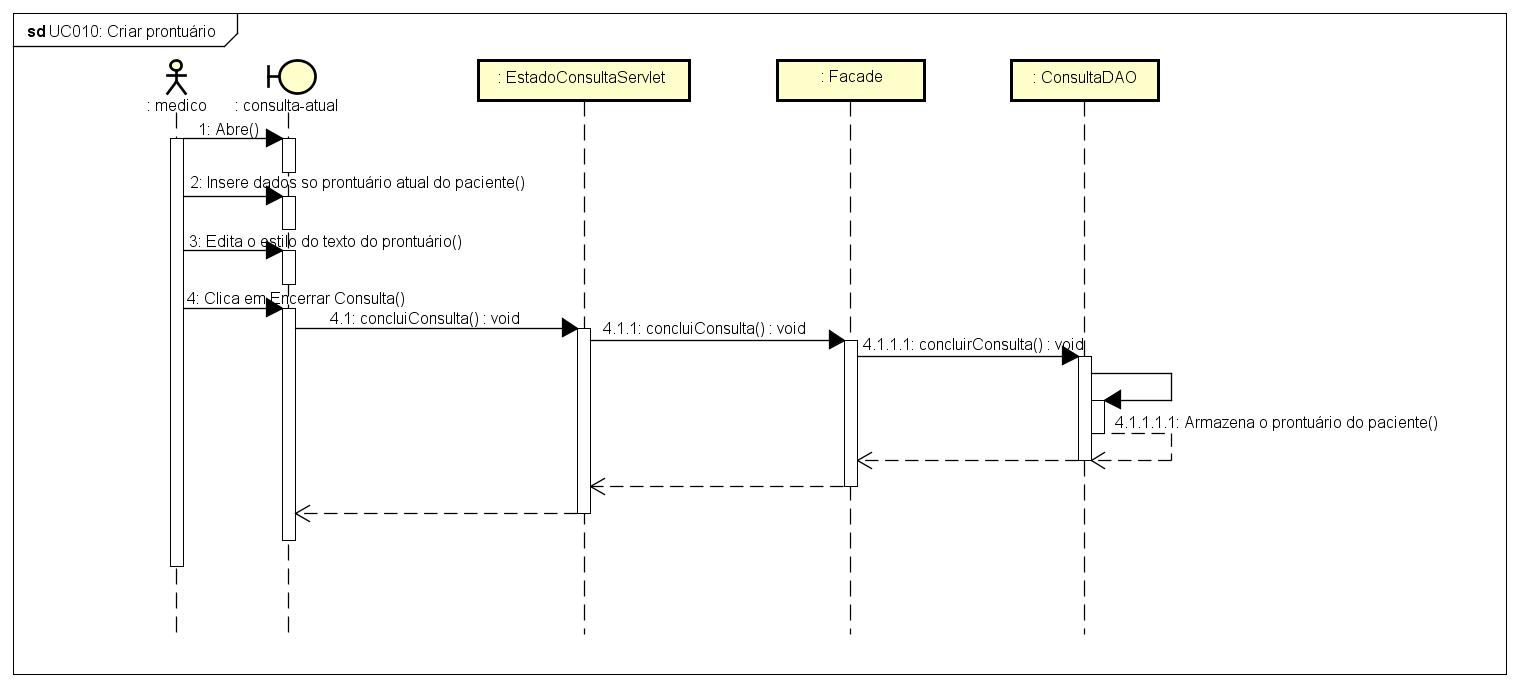 sd UC010: Criar prontuário
: medico
: consulta-atual
: EstadoConsultaServlet
: Facade
: ConsultaDAO
1: Abre()
2: Insere dados so prontuário atual do paciente()
3: Edita o estilo do texto do prontuário()
4: Clica em Encerrar Consulta()
4.1: concluiConsulta() : void
4.1.1: concluiConsulta() : void
4.1.1.1: concluirConsulta() : void
4.1.1.1.1: Armazena o prontuário do paciente()